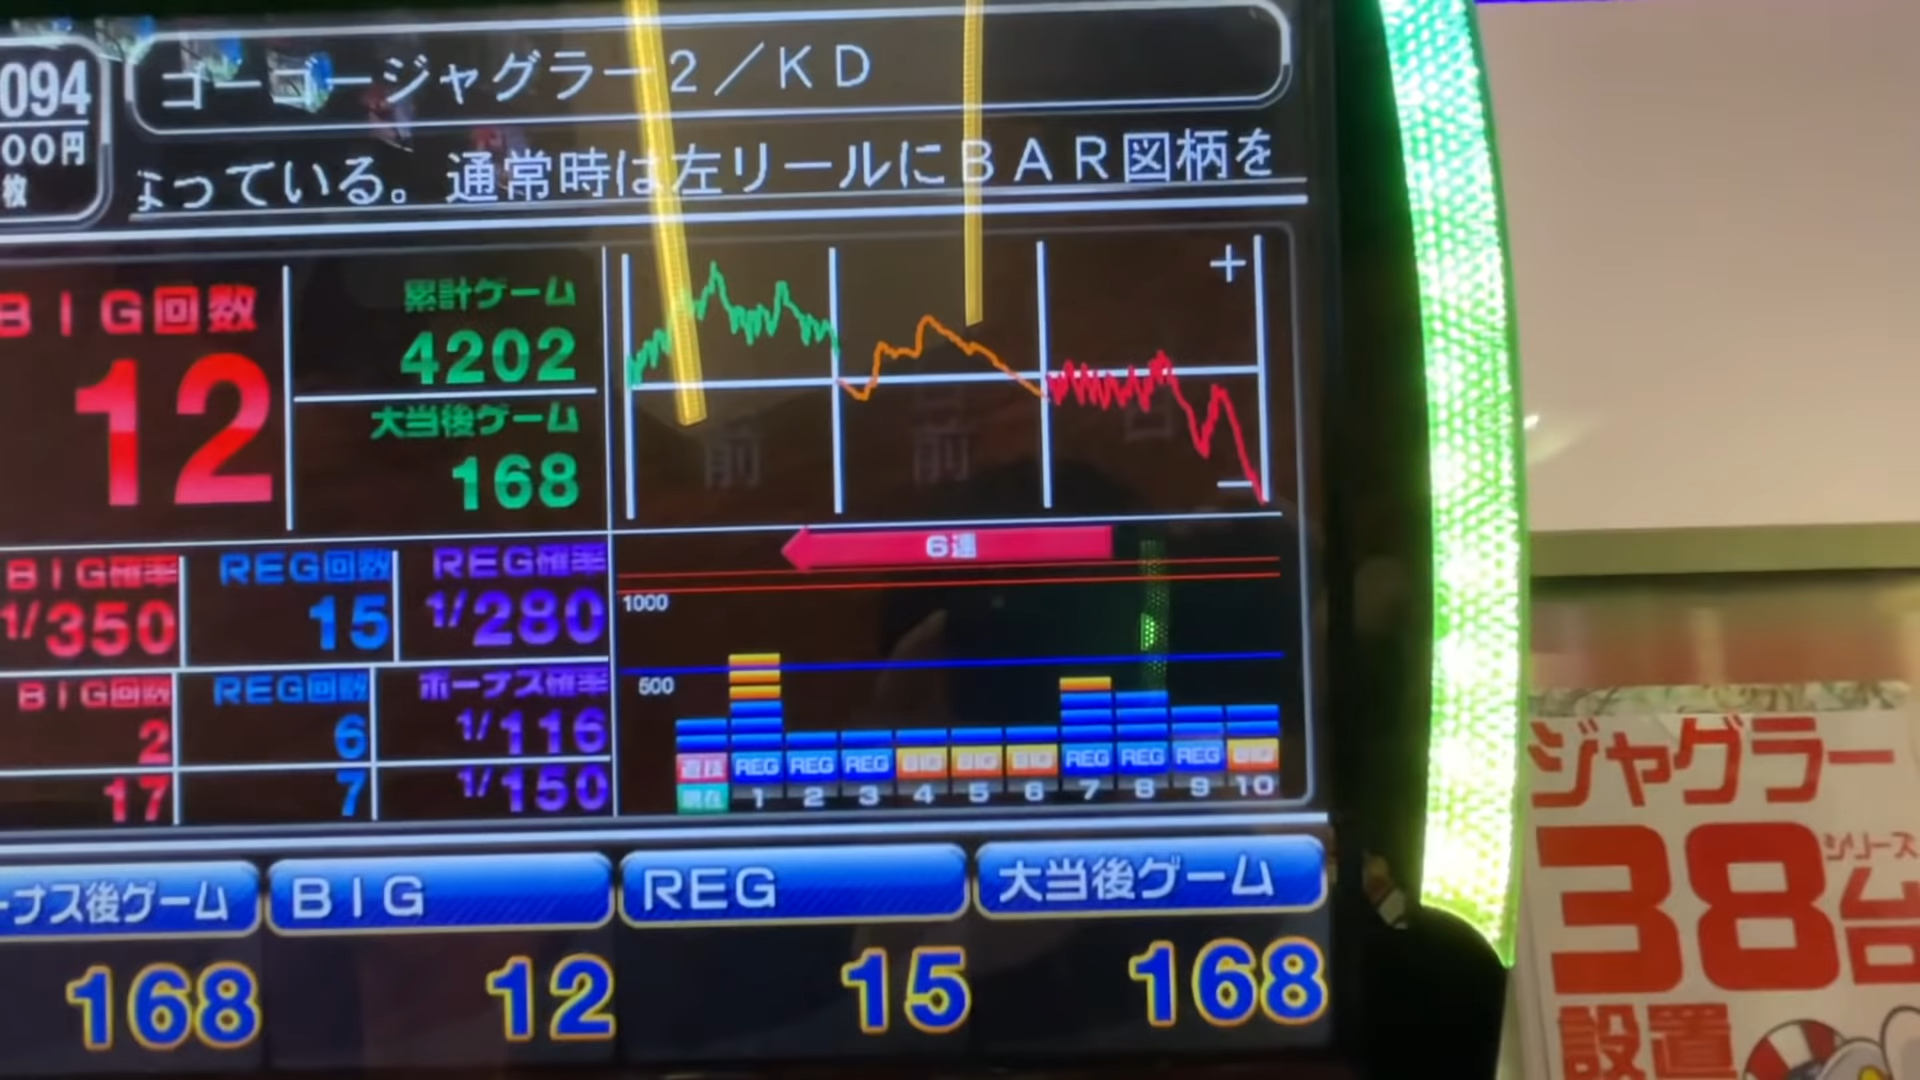 094
00円
枚
ゴーゴージャグラー2／KD
ょっている。通常時は左リールにBAR図柄を
BIG回数
12
累計ゲーム
4202
大当後ゲーム
168
前
前
日
＋
－
BIG確率
1/350
REG回数
15
REG確率
1/280
BIG回数
2
REG回数
6
ボーナス確率
1/116
17
7
1/150
6連
1000
500
REG REG REG REG REG REG
現在 1 2 3 4 5 6 7 8 9 10
ーナス後ゲーム
168
BIG
12
REG
15
大当後ゲーム
168
ジャグラー
シリーズ
38台
設置